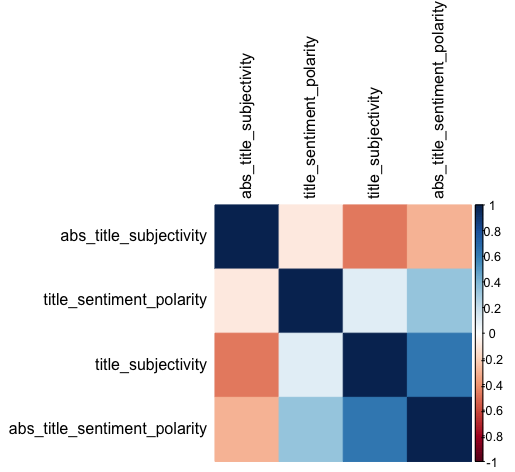 abs_title_subjectivity
title_sentiment_polarity
title_subjectivity
abs_title_sentiment_polarity
abs_title_subjectivity
title_sentiment_polarity
title_subjectivity
abs_title_sentiment_polarity
1
0.8
0.6
0.4
0.2
0
-0.2
-0.4
-0.6
-0.8
-1